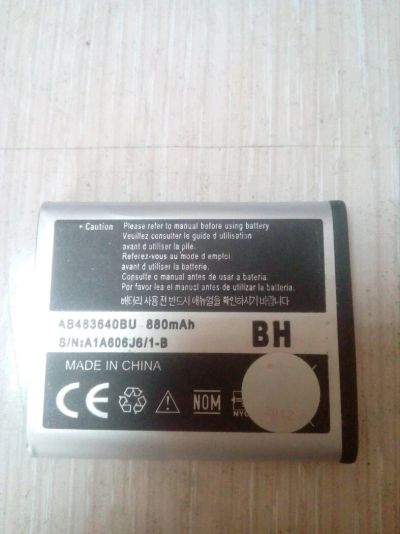 • Caution Please refer to manual before using battery
Veuillez consulter le guide d utilisation
avant d utiliser la pile.
Referez-vous au mode d emploi
avant d utiliser la batterie.
Consulte o manual antes de usar a bateria.
Por favor lea el manual antes de utilizar la bateria.
배터리 사용 전 반드시 매뉴얼을 확인하시기 바랍니다.
AB483640BU 880mAh
S/N:A1A606J6/1-B
BH
MADE IN CHINA
CE
NOM
NYC